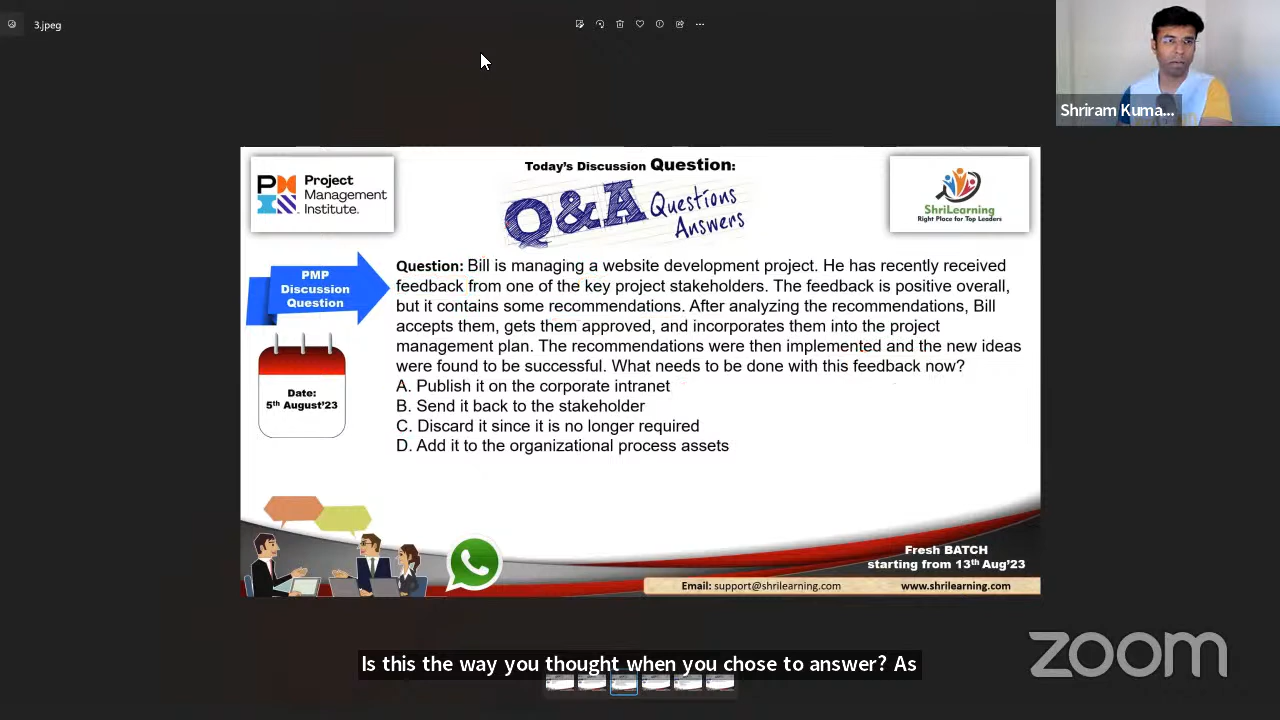 3.jpeg
Shriram Kuma...
Today's Discussion Question:
Project
Management
Institute.
Q&A Questions
Answers
ShriLearning
Right Place for Top Leaders
PMP
Discussion
Question
Date:
5th August'23
Question: Bill is managing a website development project. He has recently received
feedback from one of the key project stakeholders. The feedback is positive overall,
but it contains some recommendations. After analyzing the recommendations, Bill
accepts them, gets them approved, and incorporates them into the project
management plan. The recommendations were then implemented and the new ideas
were found to be successful. What needs to be done with this feedback now?
A. Publish it on the corporate intranet
B. Send it back to the stakeholder
C. Discard it since it is no longer required
D. Add it to the organizational process assets
Fresh BATCH
starting from 13th Aug'23
Email: support@shrilearning.com www.shrilearning.com
zoom
Is this the way you thought when you chose to answer? As